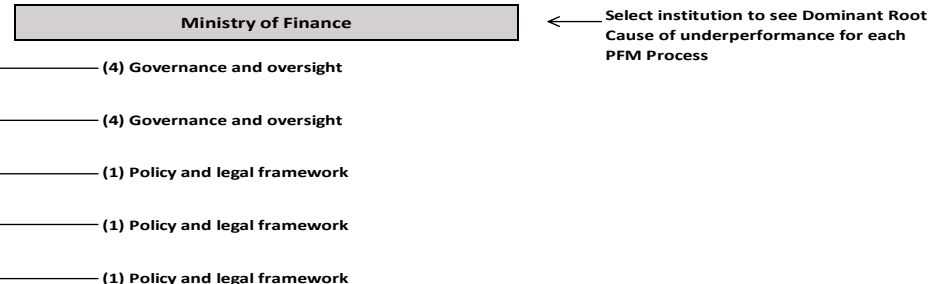 Ministry of Finance
Select institution to see Dominant Root
Cause of underperformance for each
PFM Process
(4) Governance and oversight
(4) Governance and oversight
(1) Policy and legal framework
(1) Policy and legal framework
(1) Policy and legal framework